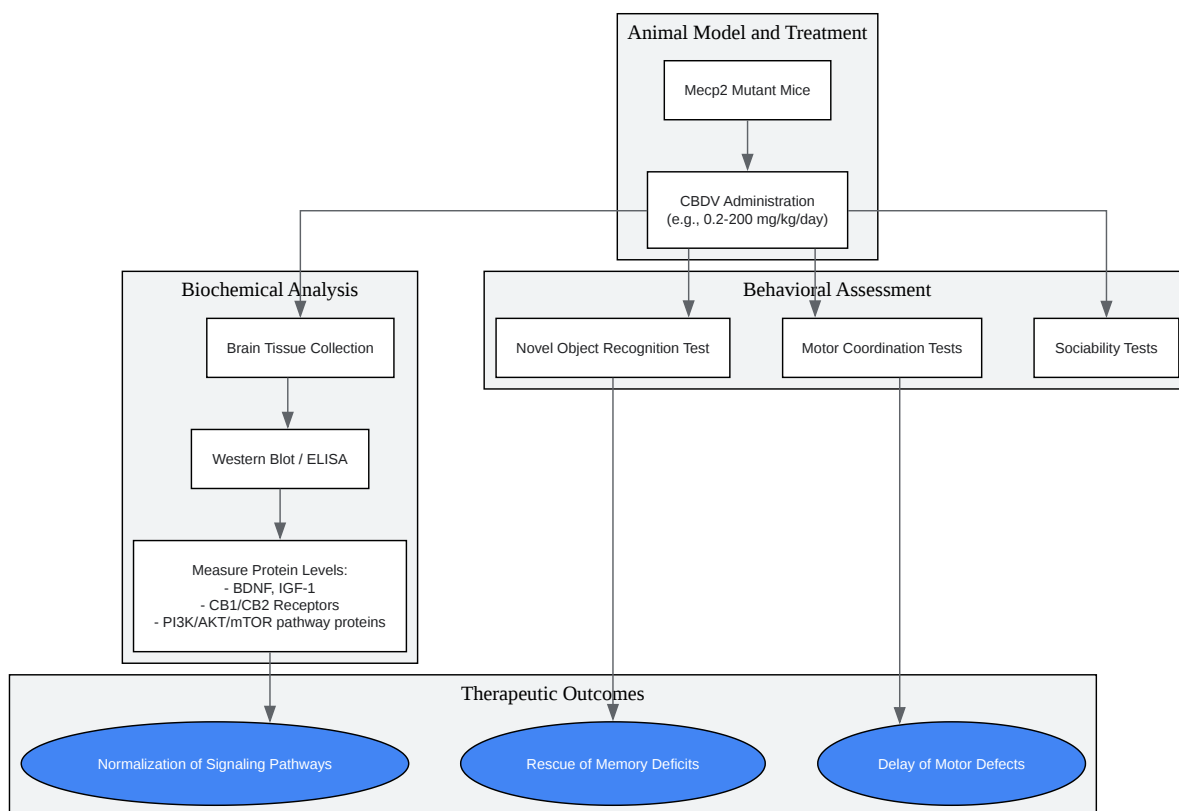 Animal Model and Treatment
Mecp2 Mutant Mice
CBDV Administration
(e.g., 0.2-200 mg/kg/day)
Biochemical Analysis
Behavioral Assessment
Brain Tissue Collection
Novel Object Recognition Test
Motor Coordination Tests
Sociability Tests
Western Blot / ELISA
Measure Protein Levels:
- BDNF, IGF-1
- CB1/CB2 Receptors
- PI3K/AKT/mTOR pathway proteins
Therapeutic Outcomes
Normalization of Signaling Pathways
Rescue of Memory Deficits
Delay of Motor Defects